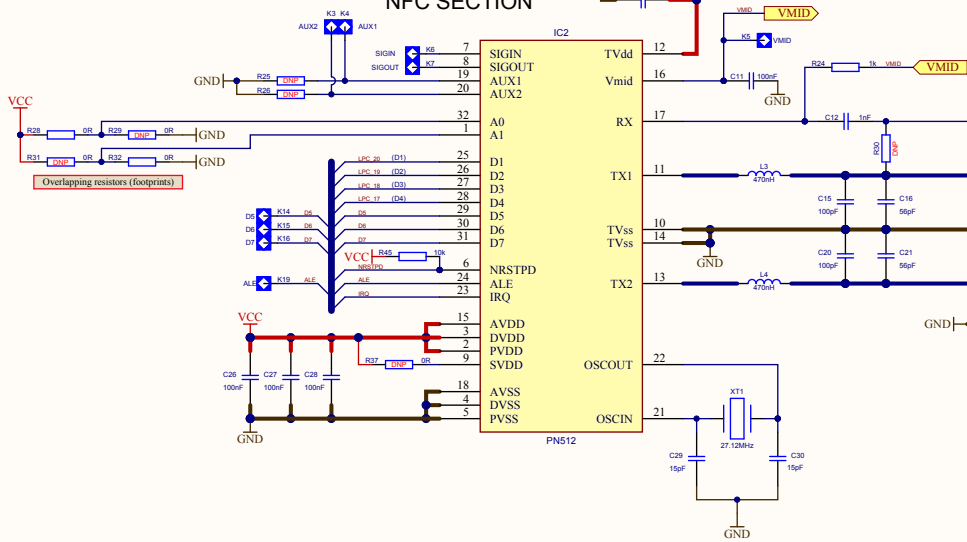 NFC SECTION
K3 K4
AUX2 AUX1
VMID VMID
K5 VMID
IC2
SIGIN K6 7 SIGIN TVdd 12
SIGOUT K7 8 SIGOUT
GND R25 DNP 19 AUX1 Vmid 16 C11 100nF
R26 DNP 20 AUX2
GND
R24 1k VMID VMID
VCC
32 A0 RX 17 C12 1nF
R28 0R R29 DNP 0R GND 1 A1
R30 DNP
R31 DNP 0R R32 0R GND
Overlapping resistors (footprints)
LPC_20 (D1) 25 D1
LPC_19 (D2) 26 D2 TX1 11 L3 470nH
LPC_18 (D3) 27 D3
LPC_17 (D4) 28 D4
C15 100pF C16 56pF
D5 K14 D5 D5 29 D5
D6 K15 D6 D6 30 D6 TVss 10
D7 K16 D7 D7 31 D7 TVss 14
GND
VCC R45 10k
C20 100pF C21 56pF
NRSTPD 6 NRSTPD
ALE K19 ALE ALE 24 ALE TX2 13 L4 470nH
IRQ 23 IRQ
VCC
15 AVDD
3 DVDD
2 PVDD
GND
R37 DNP 0R 9 SVDD OSCOUT 22
C26 100nF C27 100nF C28 100nF
18 AVSS
4 DVSS
5 PVSS OSCIN 21
XT1
27.12MHz
GND
PN512
C29 15pF C30 15pF
GND